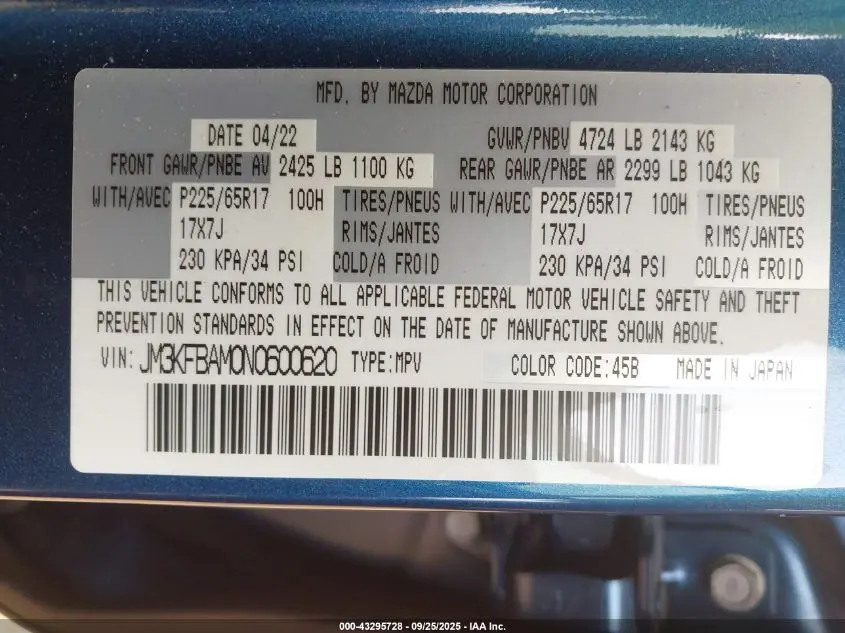 MFD. BY MAZDA MOTOR CORPORATION
DATE 04/22 GVWR/PNBV 4724 LB 2143 KG
FRONT GAWR/PNBE AV 2425 LB 1100 KG REAR GAWR/PNBE AR 2299 LB 1043 KG
WITH/AVEC P225/65R17 100H TIRES/PNEUS WITH/AVEC P225/65R17 100H TIRES/PNEUS
17X7J RIMS/JANTES 17X7J RIMS/JANTES
230 KPA/34 PSI COLD/A FROID 230 KPA/34 PSI COLD/A FROID
THIS VEHICLE CONFORMS TO ALL APPLICABLE FEDERAL MOTOR VEHICLE SAFETY AND THEFT
PREVENTION STANDARDS IN EFFECT ON THE DATE OF MANUFACTURE SHOWN ABOVE.
VIN: JM3KFBAM0N0600620 TYPE:MPV COLOR CODE:45B MADE IN JAPAN
000-43295728 - 09/25/2025 - IAA Inc.